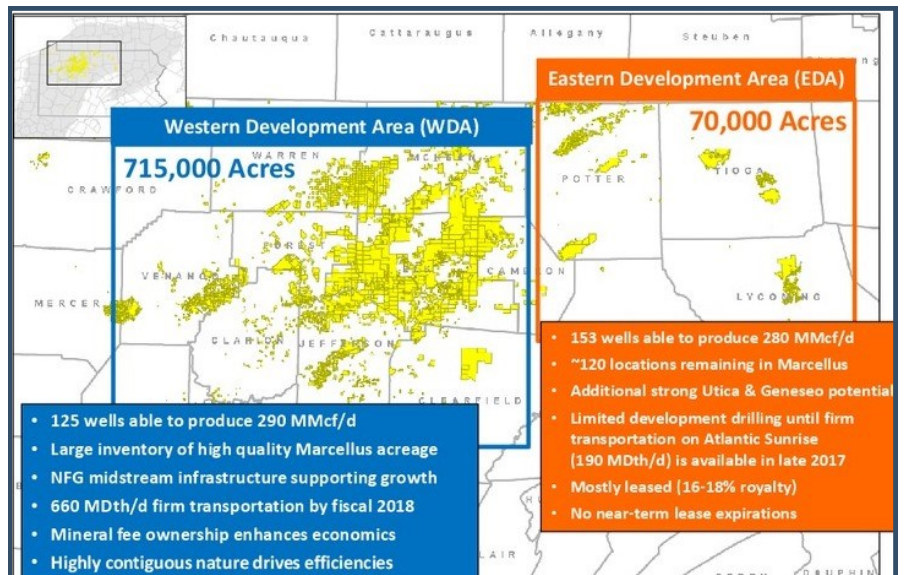 Chautauqua
Cattaraugus
Allegany
Steuben
Eastern Development Area (EDA)
70,000 Acres
Western Development Area (WDA)
715,000 Acres
WARREN
MCKEAN
CRAWFORD
POTTER
TIOGA
FOREST
CAMERON
VENANGO
MERCER
LYCOMING
CLARION
JEFFERSON
CLEARFIELD
• 153 wells able to produce 280 MMcf/d
• ~120 locations remaining in Marcellus
• Additional strong Utica & Geneseo potential
• Limited development drilling until firm
transportation on Atlantic Sunrise
(190 MDth/d) is available in late 2017
• Mostly leased (16-18% royalty)
• No near-term lease expirations
• 125 wells able to produce 290 MMcf/d
• Large inventory of high quality Marcellus acreage
• NFG midstream infrastructure supporting growth
• 660 MDth/d firm transportation by fiscal 2018
• Mineral fee ownership enhances economics
• Highly contiguous nature drives efficiencies
LAIR
DAUPHIN